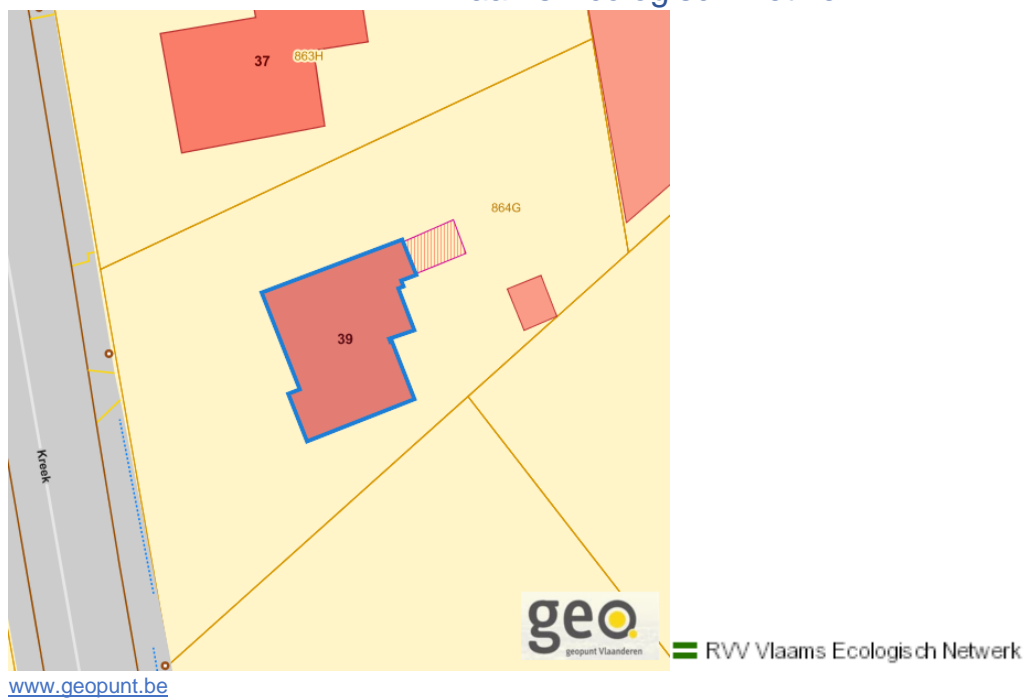 37
863H
864G
39
Kreek
geo
geopunt Vlaanderen
RVV Vlaams Ecologisch Netwerk
www.geopunt.be